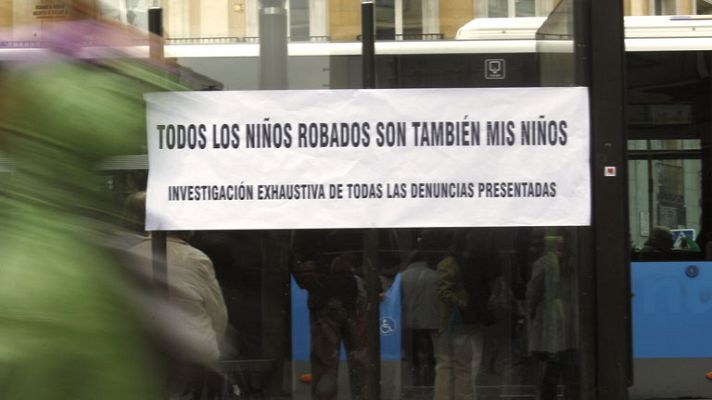 TODOS LOS NIÑOS ROBADOS SON TAMBIÉN MIS NIÑOS
INVESTIGACIÓN EXHAUSTIVA DE TODAS LAS DENUNCIAS PRESENTADAS